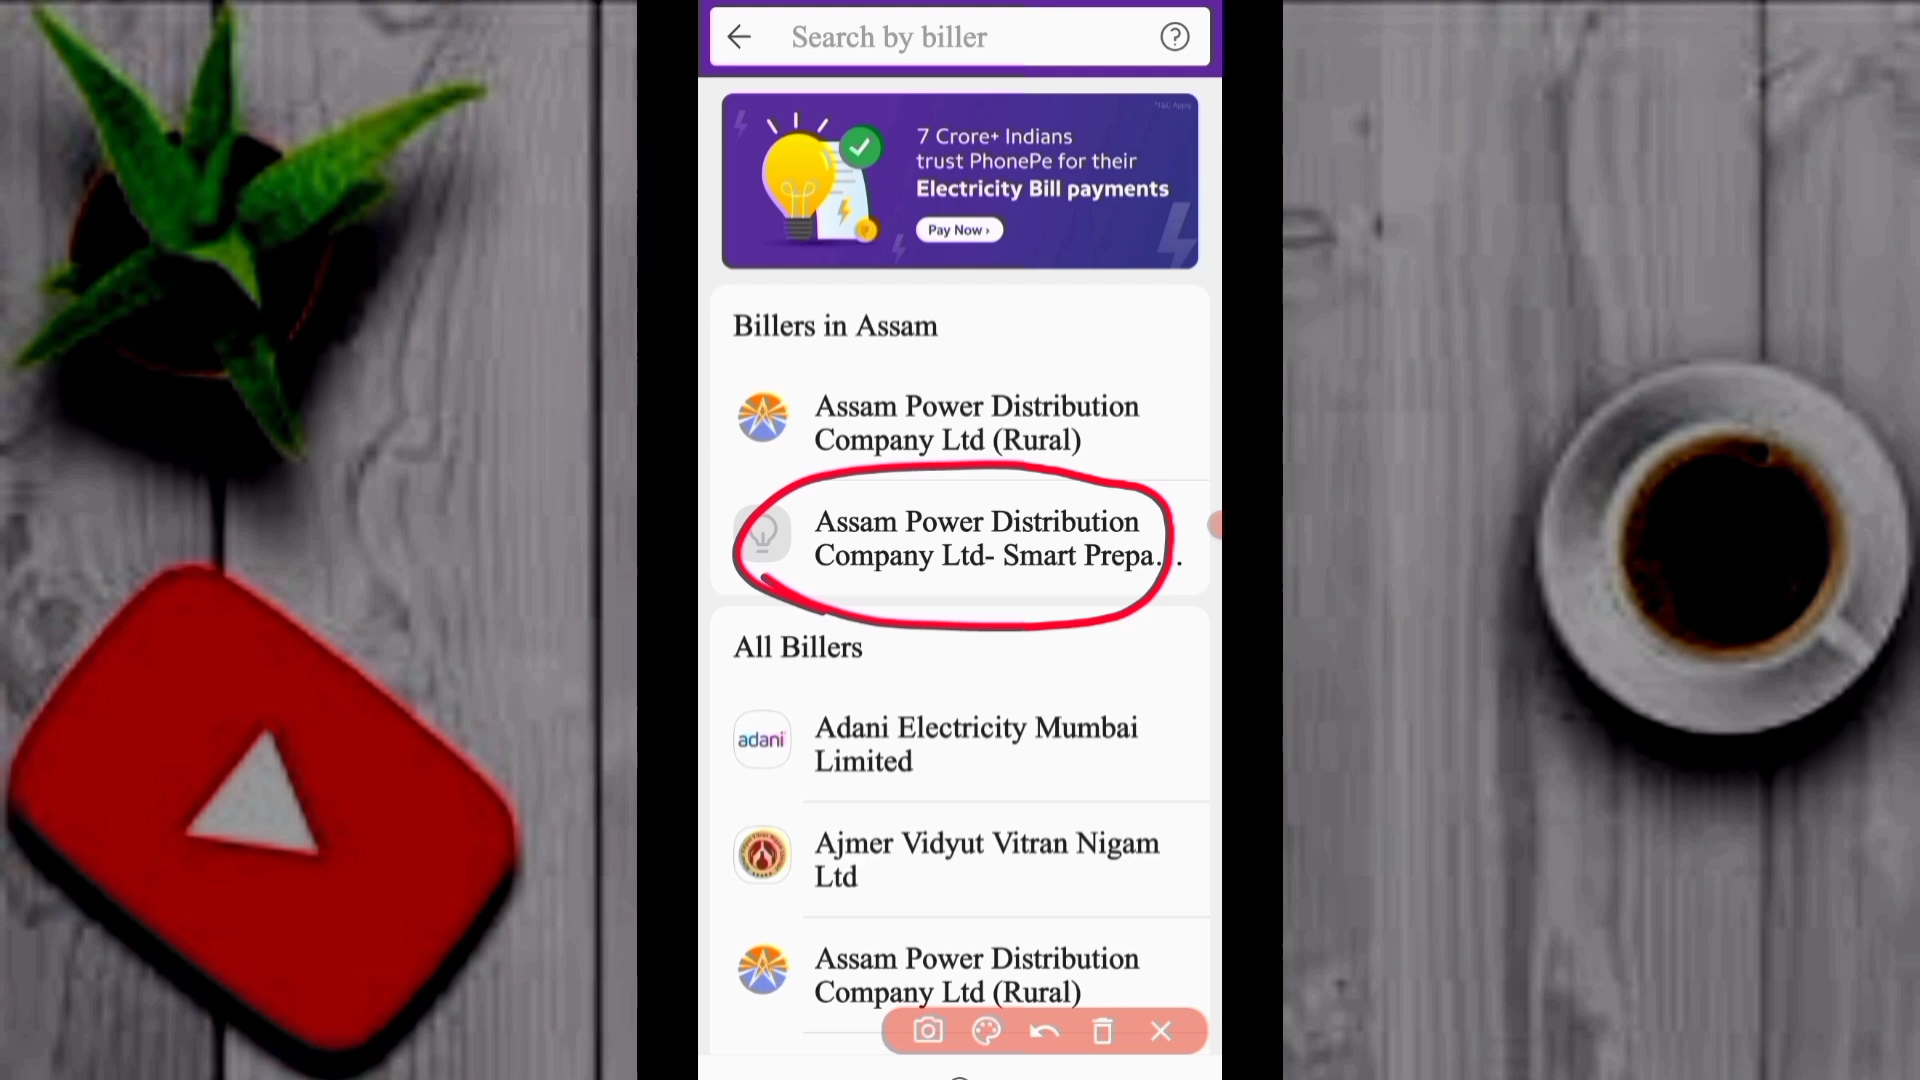 Search by biller
*T&C Apply
7 Crore+ Indians
trust PhonePe for their
Electricity Bill payments
Pay Now ›
Billers in Assam
Assam Power Distribution
Company Ltd (Rural)
Assam Power Distribution
Company Ltd- Smart Prepa...
All Billers
adani
Adani Electricity Mumbai
Limited
Ajmer Vidyut Vitran Nigam
Ltd
Assam Power Distribution
Company Ltd (Rural)